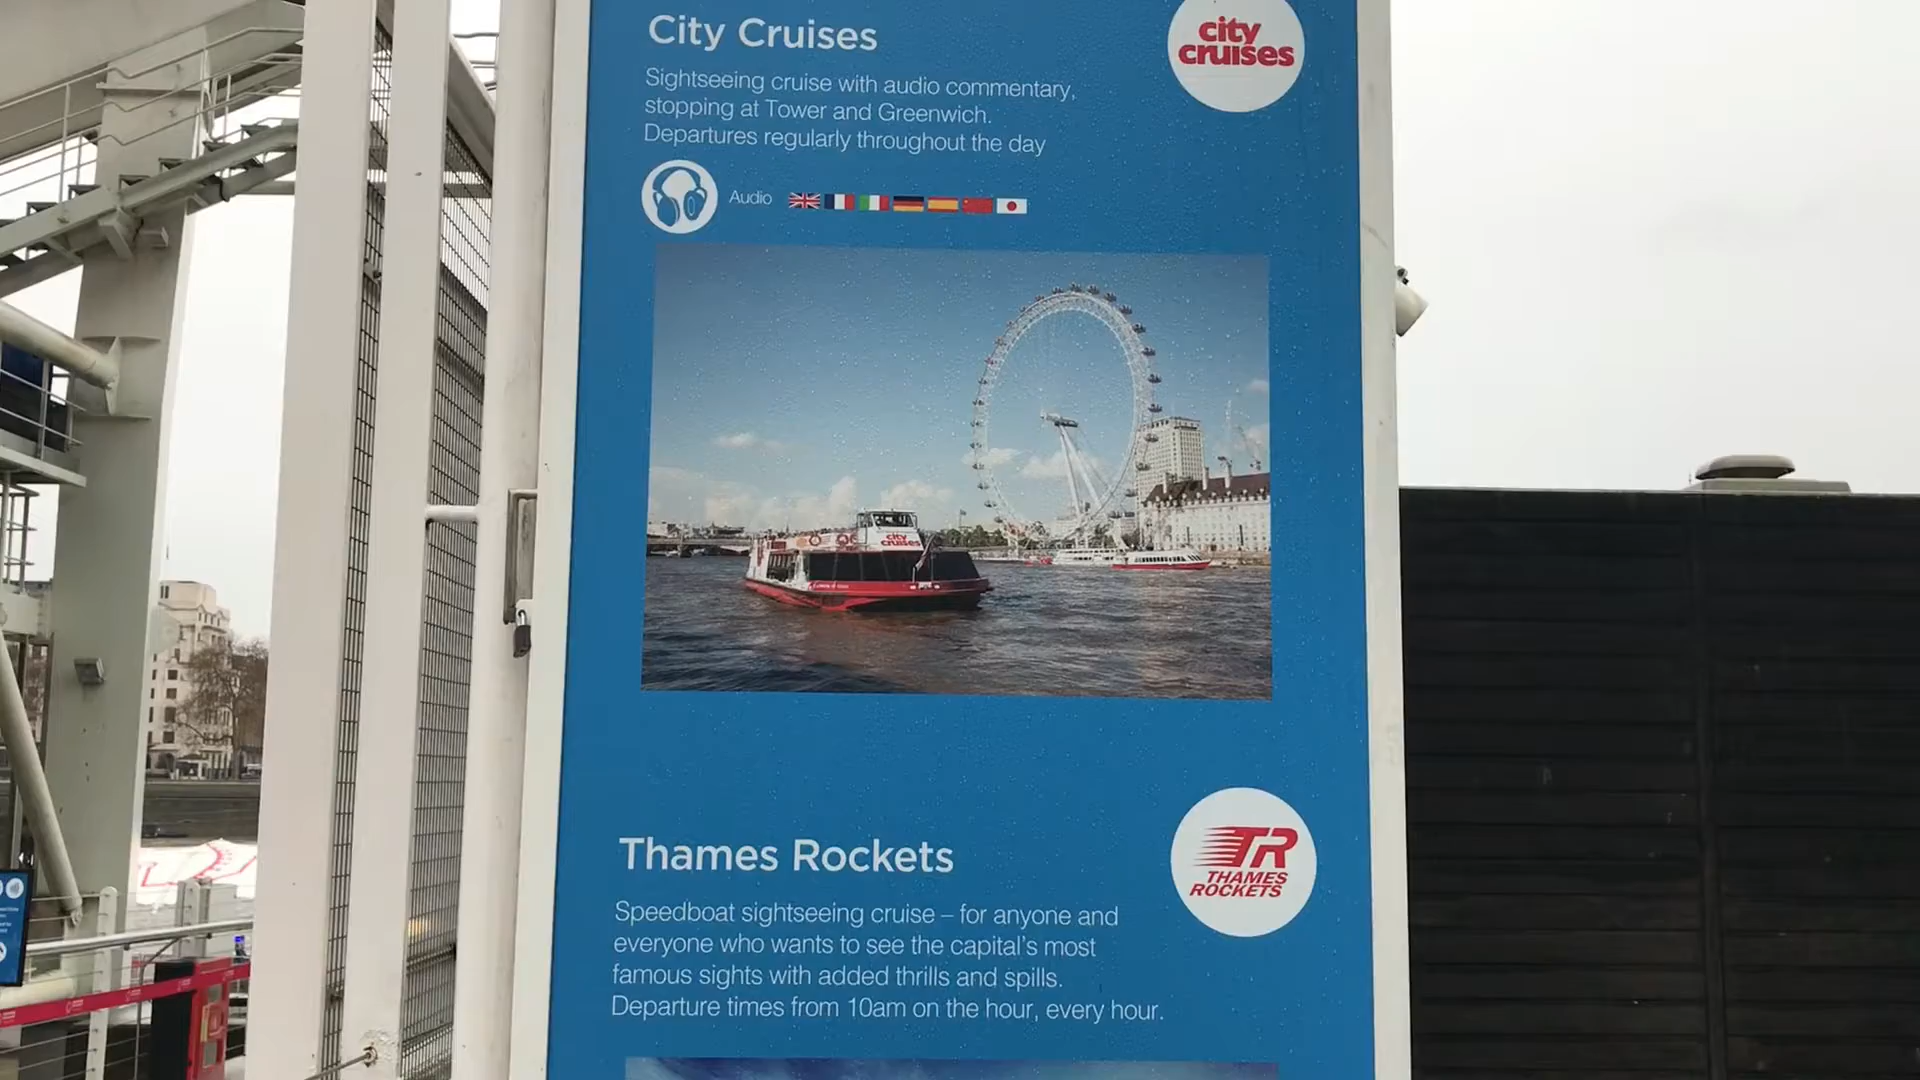 City Cruises
city
cruises
Sightseeing cruise with audio commentary,
stopping at Tower and Greenwich.
Departures regularly throughout the day
Audio
city
cruises
Thames Rockets
TR
THAMES
ROCKETS
Speedboat sightseeing cruise – for anyone and
everyone who wants to see the capital's most
famous sights with added thrills and spills.
Departure times from 10am on the hour, every hour.